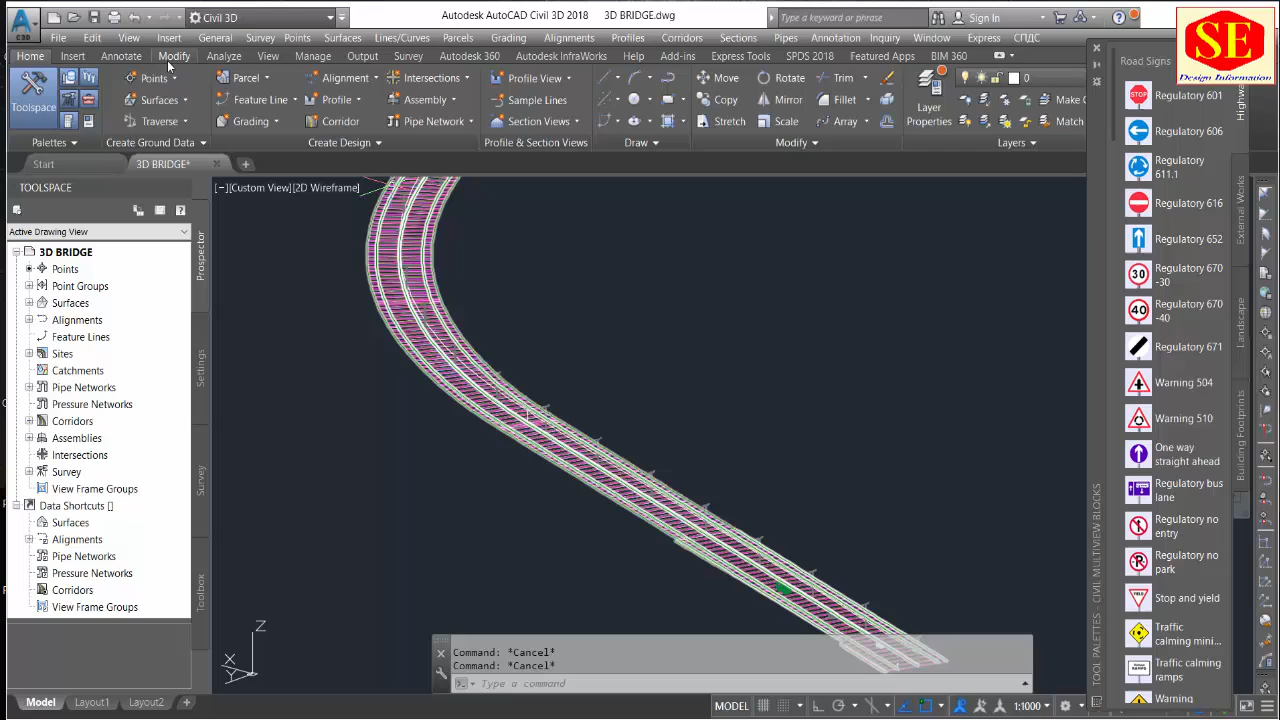 Civil 3D
Autodesk AutoCAD Civil 3D 2018 3D BRIDGE.dwg
Type a keyword or phrase
Sign In
SE
Design Information
File Edit View Insert General Survey Points Surfaces Lines/Curves Parcels Grading Alignments Profiles Corridors Sections Pipes Annotation Inquiry Window Express СПДС
Home Insert Annotate Modify Analyze View Manage Output Survey Autodesk 360 Autodesk InfraWorks Help Add-ins Express Tools SPDS 2018 Featured Apps BIM 360
Toolspace
Points
Surfaces
Traverse
Parcel
Feature Line
Grading
Alignment
Profile
Corridor
Intersections
Assembly
Pipe Network
Profile View
Sample Lines
Section Views
Move
Copy
Stretch
Rotate
Mirror
Scale
Trim
Fillet
Array
Layer
Properties
0
Make C
Match
Palettes
Create Ground Data
Create Design
Profile & Section Views
Draw
Modify
Layers
Start
3D BRIDGE*
TOOLSPACE
Active Drawing View
3D BRIDGE
Points
Point Groups
Surfaces
Alignments
Feature Lines
Sites
Catchments
Pipe Networks
Pressure Networks
Corridors
Assemblies
Intersections
Survey
View Frame Groups
Data Shortcuts []
Surfaces
Alignments
Pipe Networks
Pressure Networks
Corridors
View Frame Groups
Prospector
Settings
Survey
Toolbox
[−][Custom View][2D Wireframe]
Z
X
Y
Command: *Cancel*
Command: *Cancel*
Type a command
Road Signs
STOP
Regulatory 601
Regulatory 606
Regulatory
611.1
Regulatory 616
Regulatory 652
30
Regulatory 670
-30
40
Regulatory 670
-40
Regulatory 671
Warning 504
Warning 510
One way
straight ahead
Regulatory bus
lane
Regulatory no
entry
Regulatory no
park
YIELD
Stop and yield
Traffic
calming mini...
Traffic calming
ramps
Warning
External Works
Landscape
Building Footprints
TOOL PALETTES - CIVIL MULTIVIEW BLOCKS
Model Layout1 Layout2 +
MODEL
1:1000